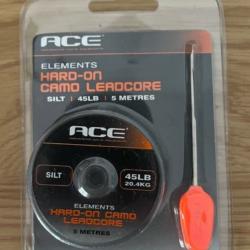 ACE
ELEMENTS
HARD-ON
CAMO LEADCORE
SILT | 45LB | 5 METRES
ACE
SILT
45LB
20.4KG
ELEMENTS
HARD-ON CAMO
LEADCORE
5 METRES